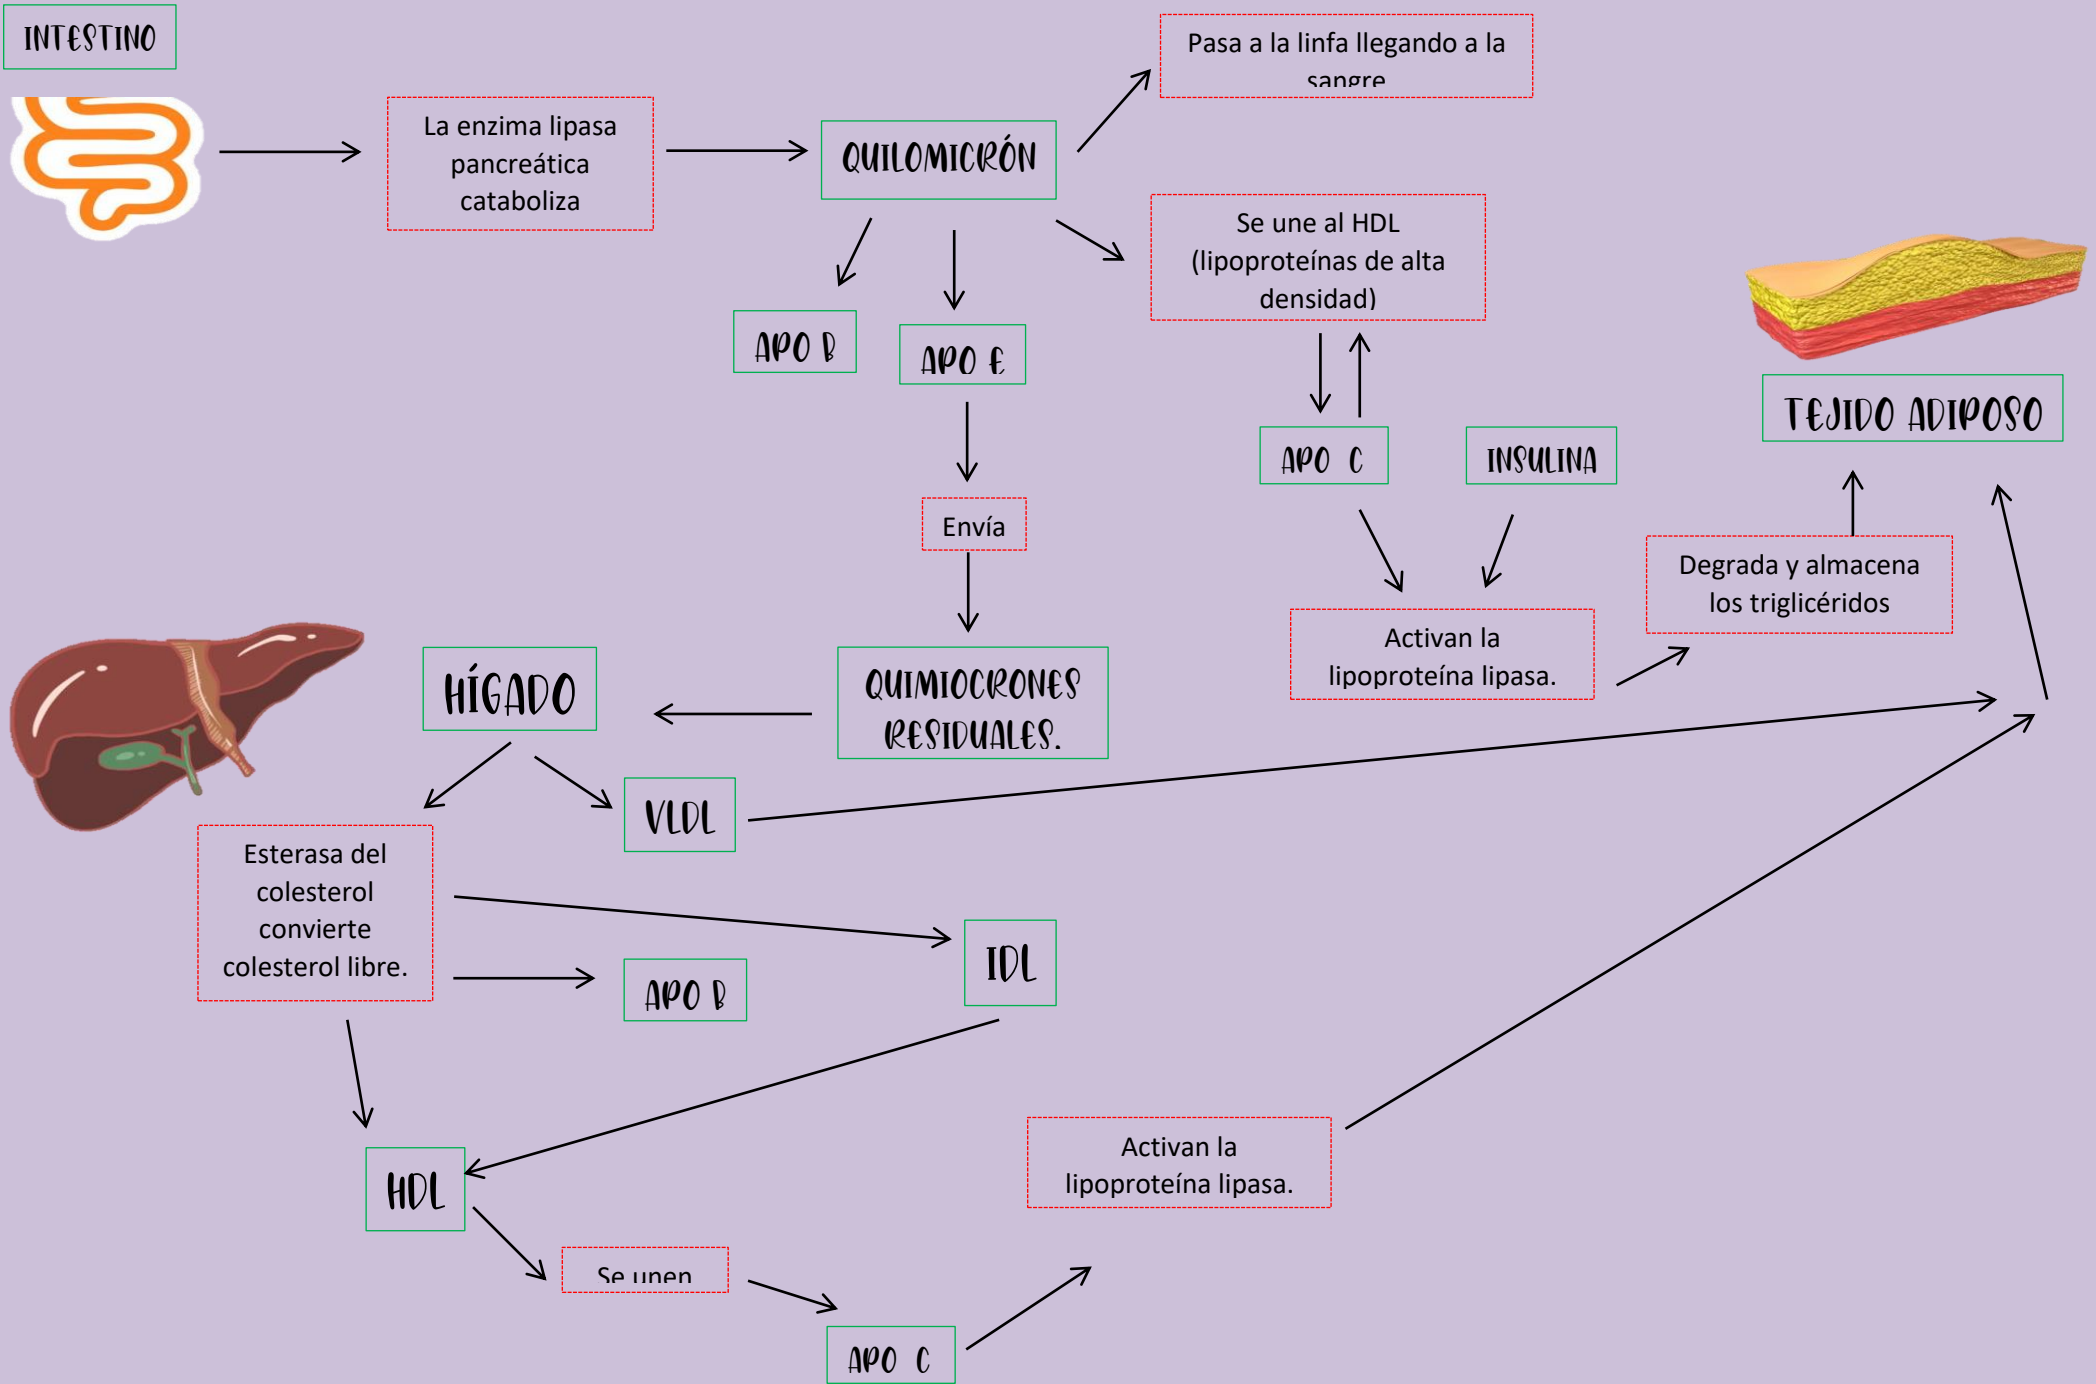 INTESTINO
Pasa a la linfa llegando a la
sangre
La enzima lipasa
pancreática
cataboliza
QUILOMICRÓN
Se une al HDL
(lipoproteínas de alta
densidad)
APO B
APO E
TEJIDO ADIPOSO
APO C
INSULINA
Envía
Degrada y almacena
los triglicéridos
Activan la
lipoproteína lipasa.
HÍGADO
QUIMIOCRONES
RESIDUALES.
VLDL
Esterasa del
colesterol
convierte
colesterol libre.
IDL
APO B
Activan la
lipoproteína lipasa.
HDL
Se unen
APO C